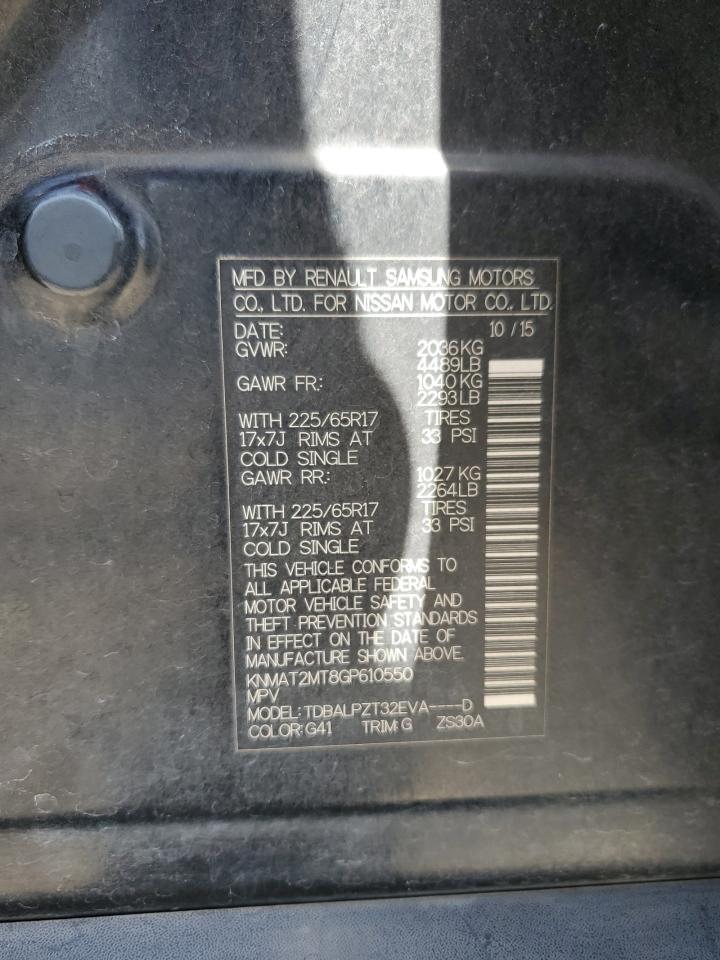 MFD BY RENAULT SAMSUNG MOTORS
CO., LTD. FOR NISSAN MOTOR CO., LTD.
DATE: 10 / 15
GVWR: 2036KG
4489LB
GAWR FR.: 1040KG
2293LB
WITH 225/65R17 TIRES
17x7J RIMS AT 33 PSI
COLD SINGLE
GAWR RR.: 1027KG
2264LB
WITH 225/65R17 TIRES
17x7J RIMS AT 33 PSI
COLD SINGLE
THIS VEHICLE CONFORMS TO
ALL APPLICABLE FEDERAL
MOTOR VEHICLE SAFETY AND
THEFT PREVENTION STANDARDS
IN EFFECT ON THE DATE OF
MANUFACTURE SHOWN ABOVE.
KNMAT2MT8GP610550
MPV
MODEL: TDBALPZT32EVA----D
COLOR:G41 TRIM:G ZS30A